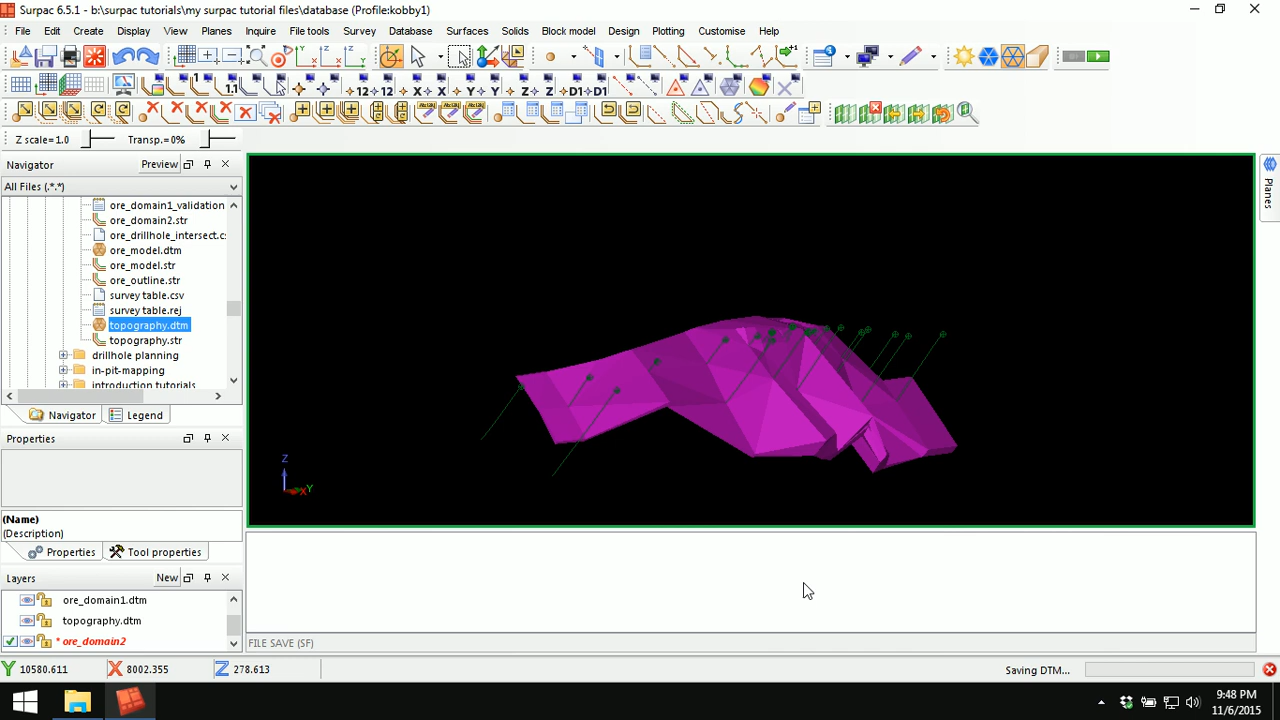 Surpac 6.5.1 - b:\surpac tutorials\my surpac tutorial files\database (Profile:kobby1)
File Edit Create Display View Planes Inquire File tools Survey Database Surfaces Solids Block model Design Plotting Customise Help
Z scale=1.0 Transp.=0%
Navigator Preview
All Files (*.*)
ore_domain1_validation
ore_domain2.str
ore_drillhole_intersect.c
ore_model.dtm
ore_model.str
ore_outline.str
survey table.csv
survey table.rej
topography.dtm
topography.str
drillhole planning
in-pit-mapping
introduction tutorials
Navigator Legend
Properties
(Name)
(Description)
Properties Tool properties
Layers New
ore_domain1.dtm
topography.dtm
* ore_domain2
Planes
Z
X Y
FILE SAVE (SF)
Y 10580.611 X 8002.355 Z 278.613 Saving DTM...
9:48 PM
11/6/2015